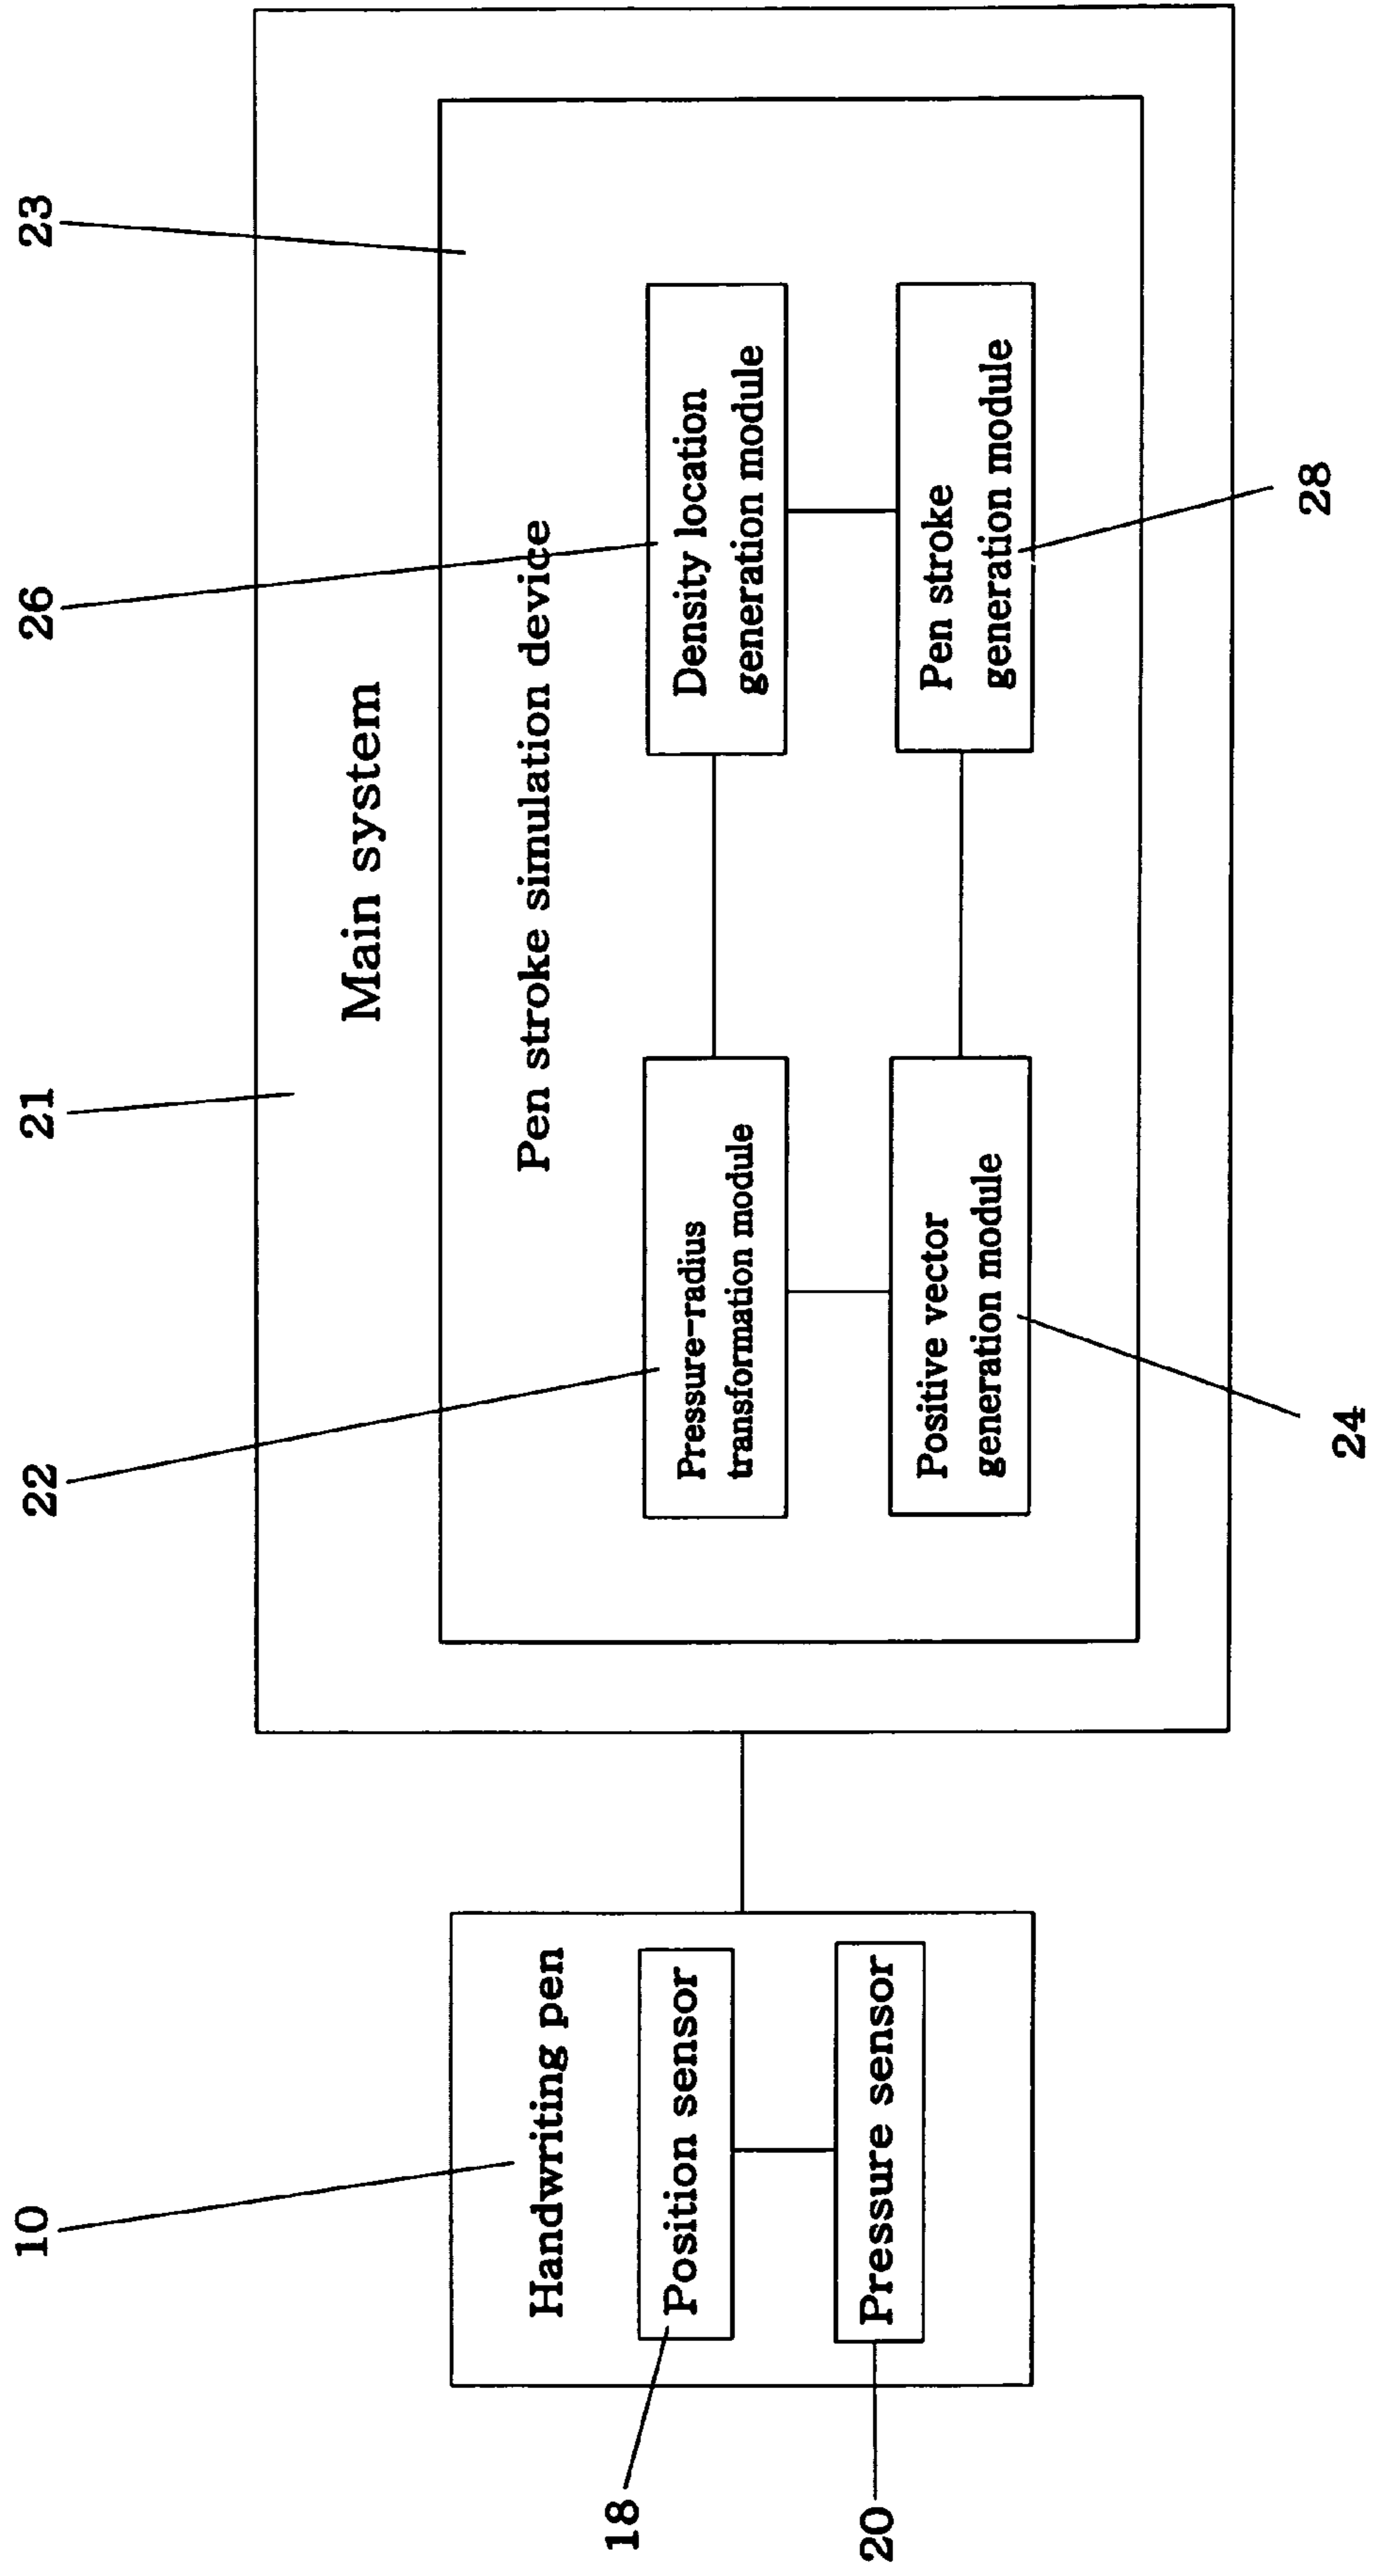 10
Handwriting pen
18
Position sensor
20
Pressure sensor
21
Main system
23
Pen stroke simulation device
22
Pressure-radius
transformation module
26
Density location
generation module
Positive vector
generation module
24
Pen stroke
generation module
28